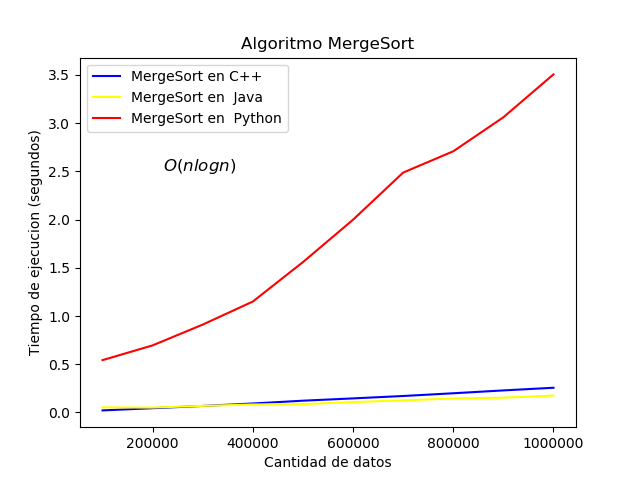 Algoritmo MergeSort
MergeSort en C++
MergeSort en  Java
MergeSort en  Python
O(nlogn)
Tiempo de ejecucion (segundos)
3.5
3.0
2.5
2.0
1.5
1.0
0.5
0.0
200000 400000 600000 800000 1000000
Cantidad de datos